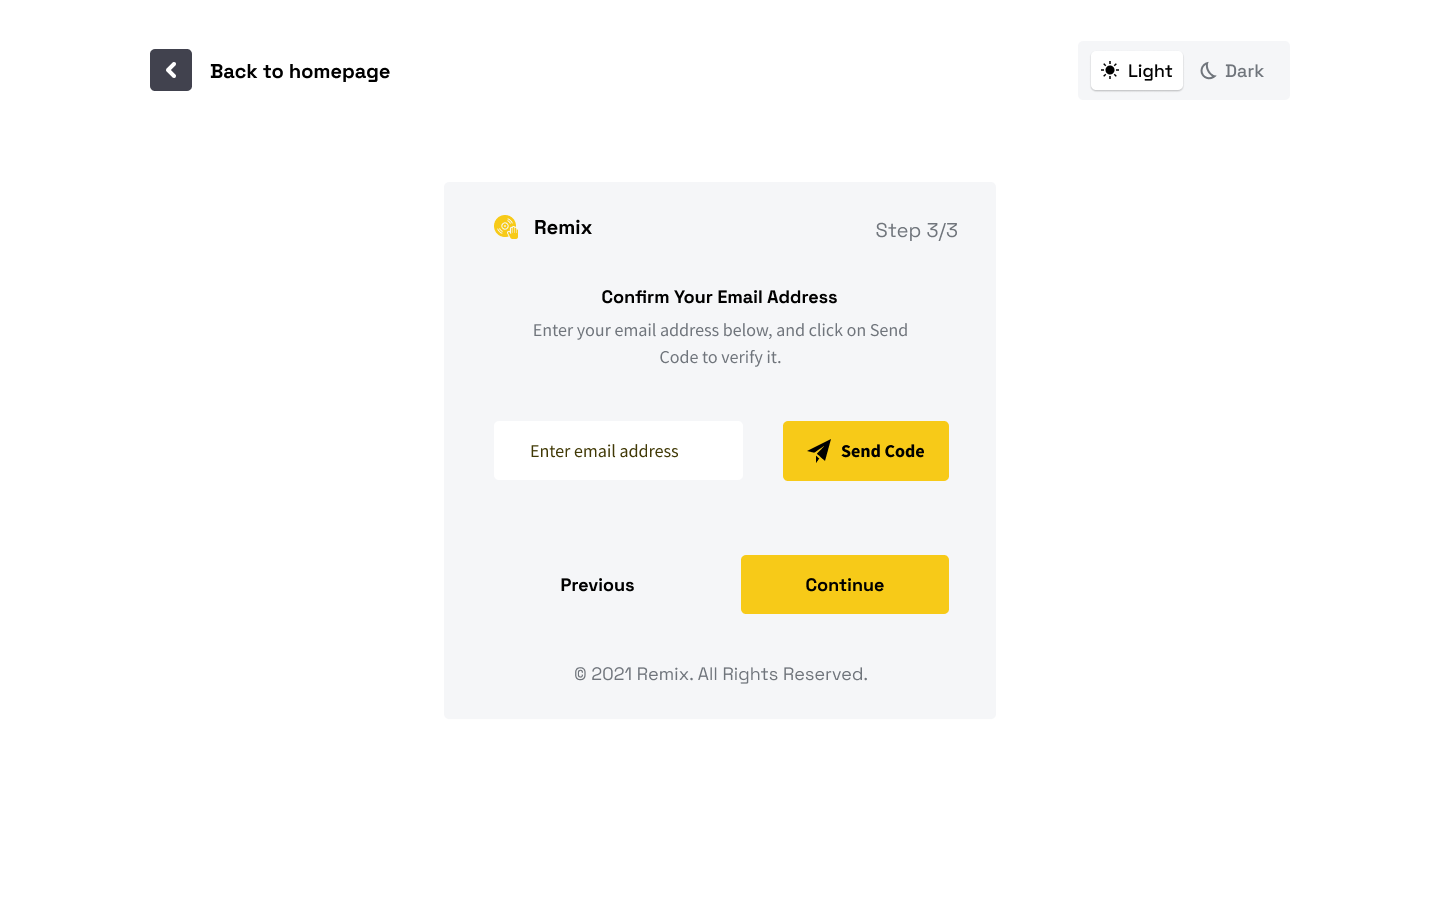 Back to homepage
Light
Dark
Remix
Step 3/3
Confirm Your Email Address
Enter your email address below, and click on Send
Code to verify it.
Enter email address
Send Code
Previous
Continue
© 2021 Remix. All Rights Reserved.